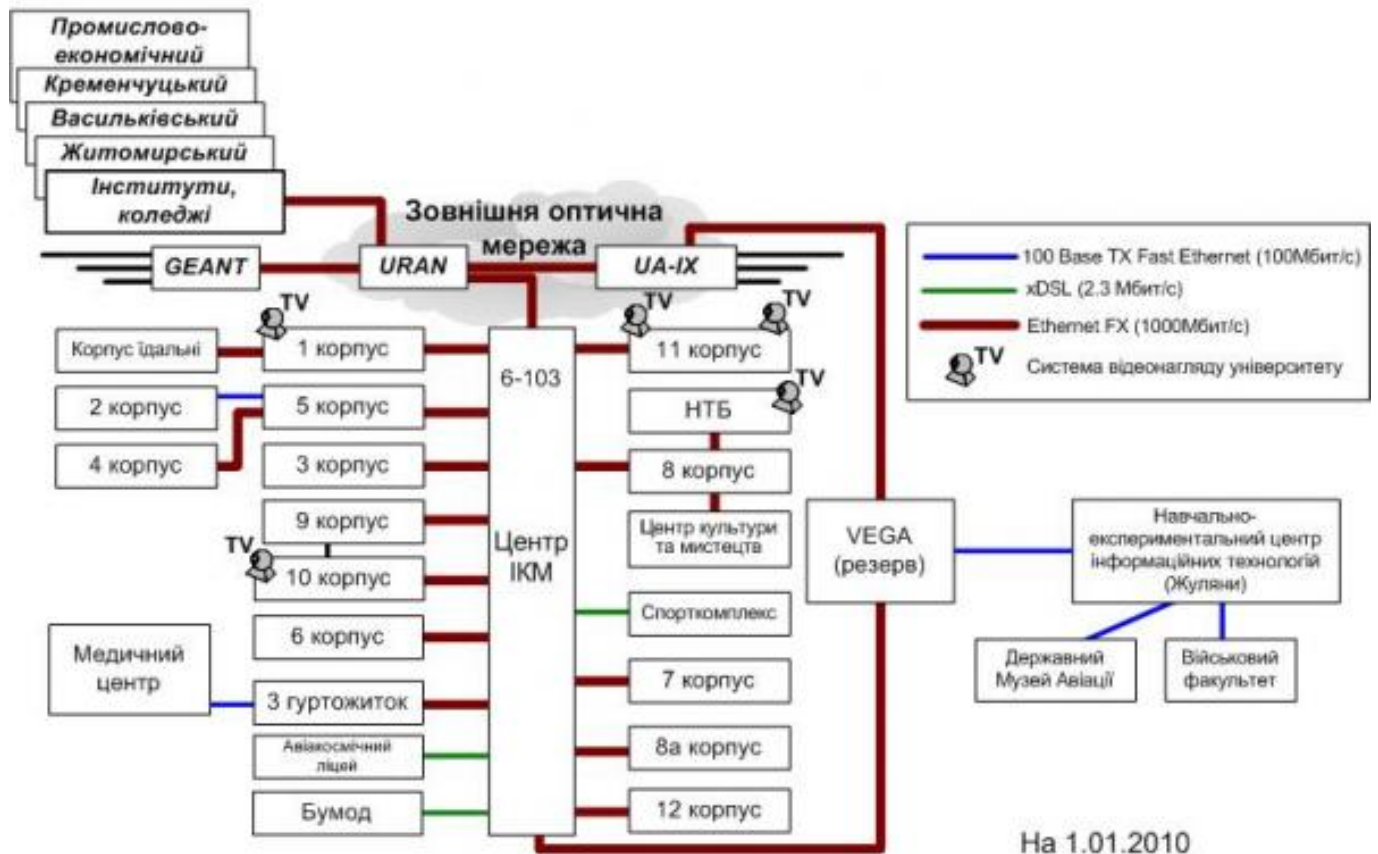 Промислово-
економічний
Кременчуцький
Васильківський
Житомирський
Інститути,
коледжі
Зовнішня оптична
мережа
GEANT
URAN
UA-IX
100 Base TX Fast Ethernet (100Мбит/с)
xDSL (2.3 Мбит/с)
Ethernet FX (1000Мбит/с)
TV
Система відеонагляду університету
TV
TV
TV
Корпус їдальні
1 корпус
6-103
11 корпус
2 корпус
5 корпус
TV
НТБ
4 корпус
3 корпус
8 корпус
9 корпус
Центр
ІКМ
Центр культури
та мистецтв
TV
10 корпус
VEGA
(резерв)
Навчально-
експериментальний центр
інформаційних технологій
(Жуляни)
6 корпус
Спорткомплекс
Медичний
центр
3 гуртожиток
7 корпус
Державний
Музей Авіації
Військовий
факультет
Авіакосмічний
ліцей
8а корпус
Бумод
12 корпус
На 1.01.2010